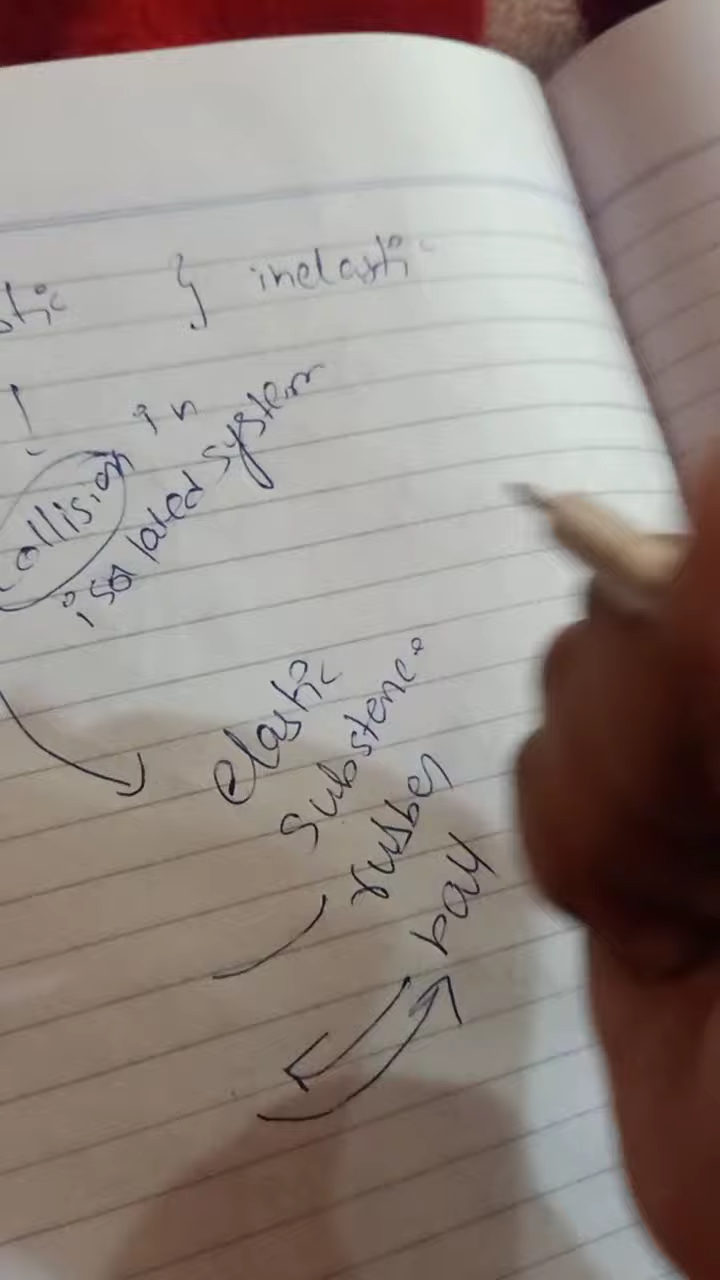 stic } inelastic
collision in
isolated system
elastic
substence
rubber
ball